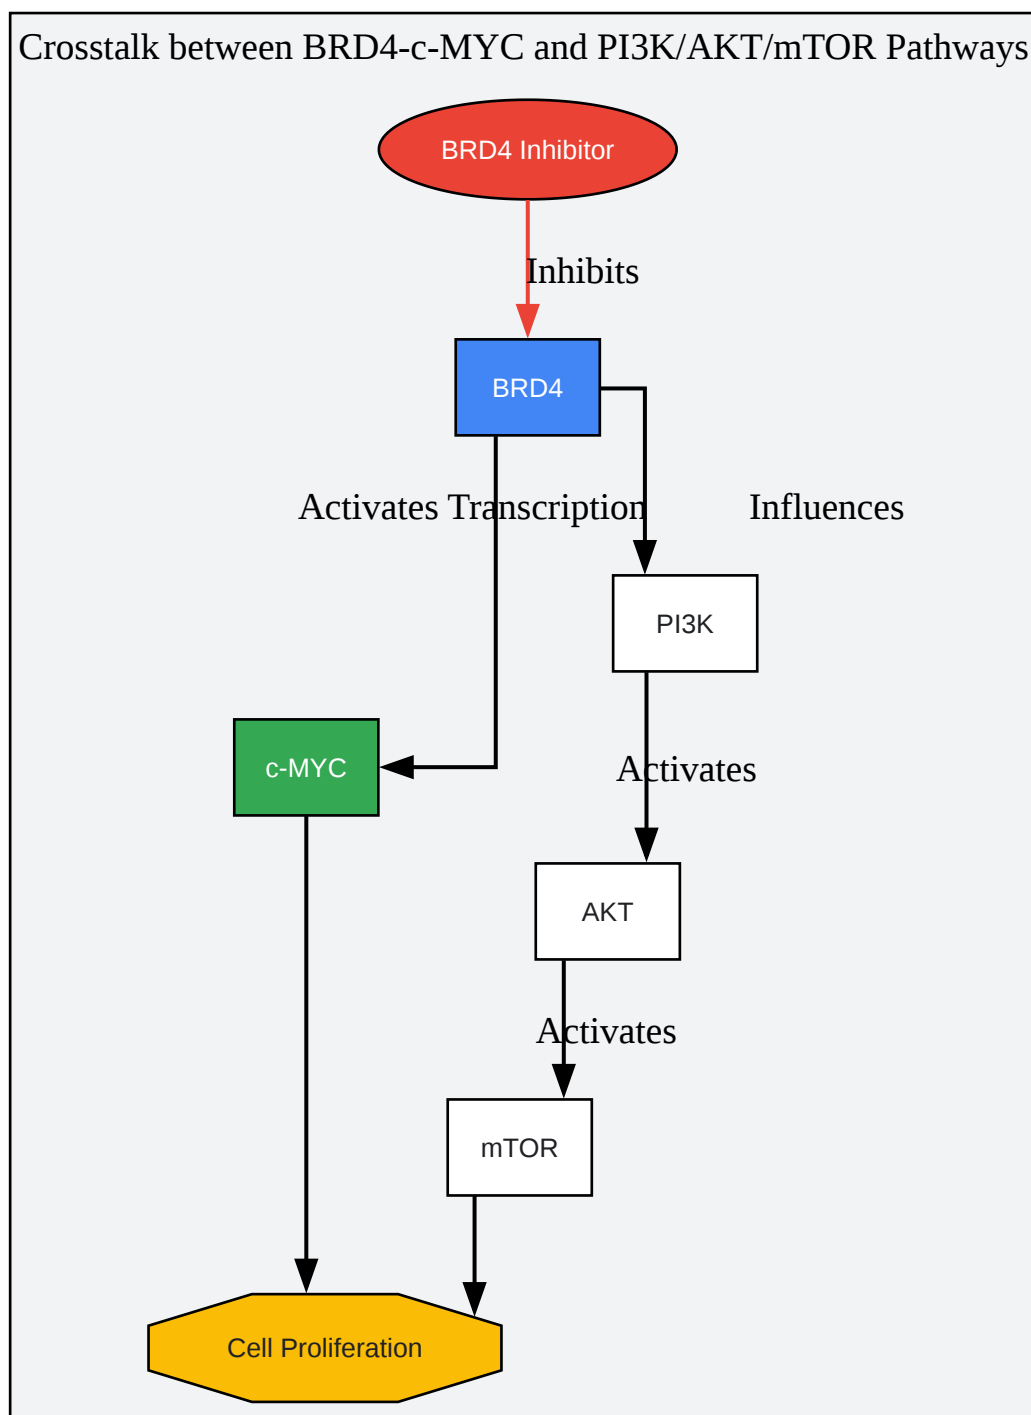 Crosstalk between BRD4-c-MYC and PI3K/AKT/mTOR Pathways
BRD4 Inhibitor
Inhibits
BRD4
Activates Transcription
Influences
PI3K
c-MYC
Activates
AKT
Activates
mTOR
Cell Proliferation